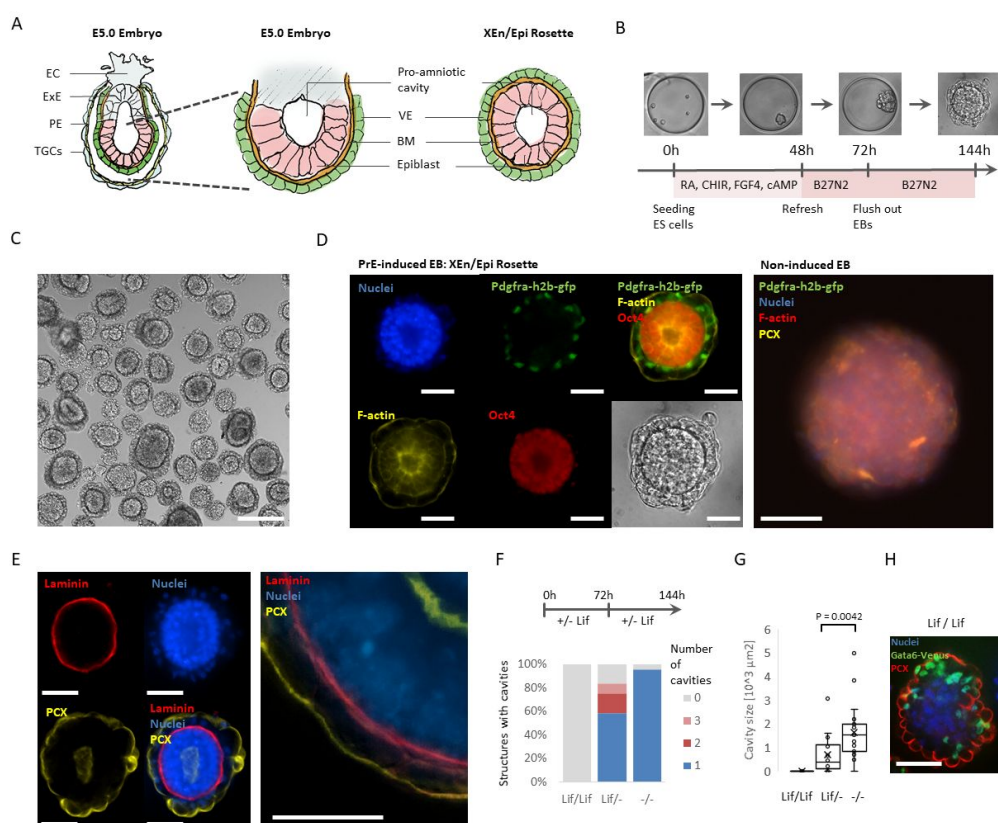 A
E5.0 Embryo
E5.0 Embryo
XEn/Epi Rosette
EC
ExE
PE
TGCs
Pro-amniotic
cavity
VE
BM
Epiblast
B
0h
48h
72h
144h
RA, CHIR, FGF4, cAMP
B27N2
B27N2
Seeding
ES cells
Refresh
Flush out
EBs
C
D
PrE-induced EB: XEn/Epi Rosette
Nuclei
Pdgfra-h2b-gfp
Pdgfra-h2b-gfp
F-actin
Oct4
F-actin
Oct4
Non-induced EB
Pdgfra-h2b-gfp
Nuclei
F-actin
PCX
E
Laminin
Nuclei
PCX
Laminin
Nuclei
PCX
Laminin
Nuclei
PCX
F
0h
72h
144h
+/- Lif
+/- Lif
Structures with cavities
100%
80%
60%
40%
20%
0%
Lif/Lif
Lif/-
-/-
Number
of
cavities
0
3
2
1
G
P = 0.0042
Cavity size [10^3 µm2]
6
5
4
3
2
1
0
Lif/Lif
Lif/-
-/-
H
Lif / Lif
Nuclei
Gata6-Venus
PCX